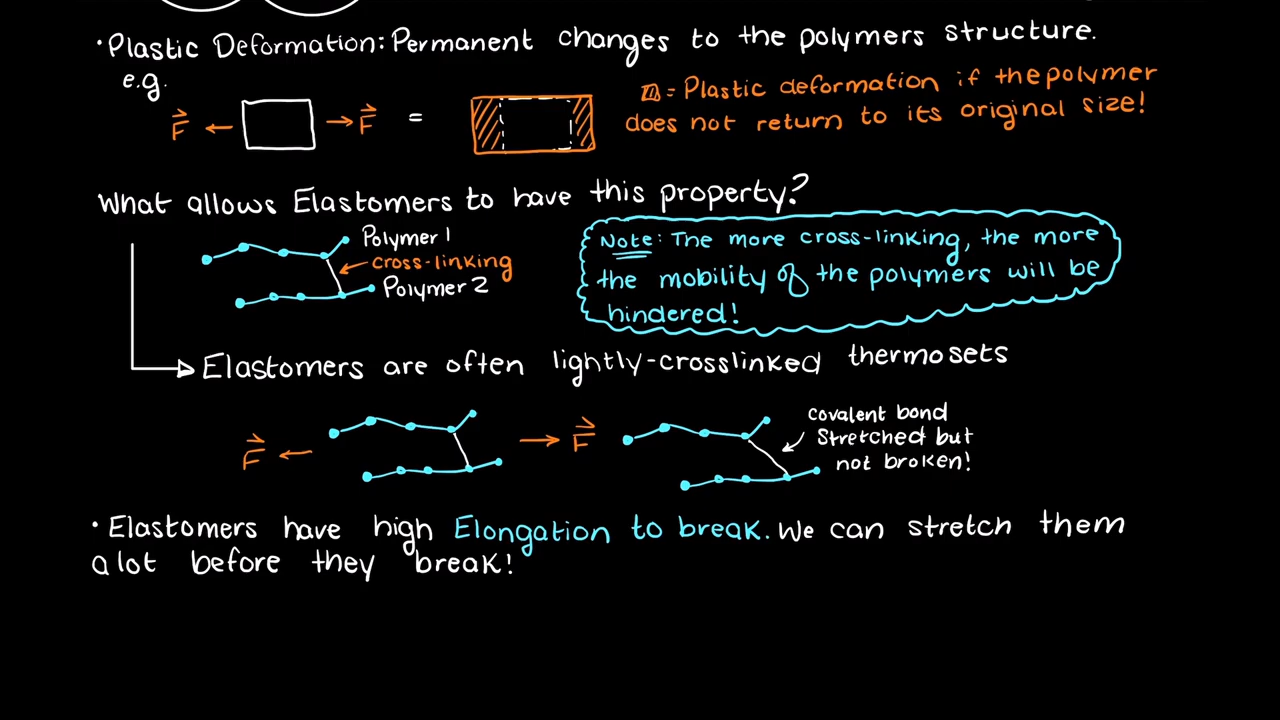 • Plastic Deformation: Permanent changes to the polymers structure.
e.g.
F ← → F =
= Plastic deformation if the polymer
does not return to its original size!
What allows Elastomers to have this property?
Polymer 1
cross-linking
Polymer 2
Note: The more cross-linking, the more
the mobility of the polymers will be
hindered!
Elastomers are often lightly-crosslinked thermosets
F ← → F
covalent bond
stretched but
not broken!
• Elastomers have high Elongation to break. We can stretch them
a lot before they break!